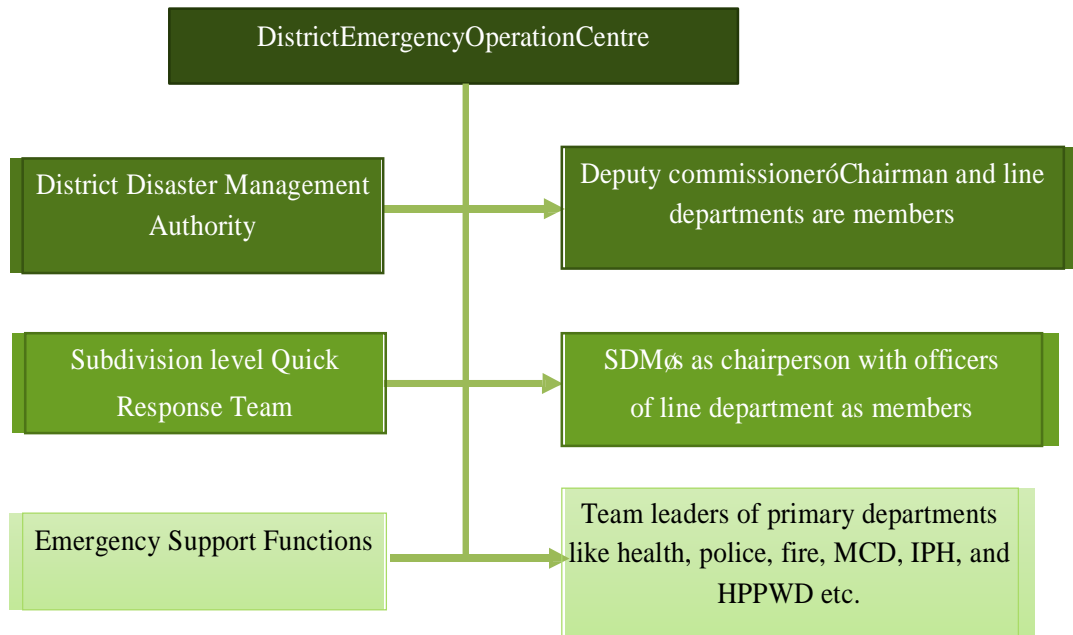 DistrictEmergencyOperationCentre
District Disaster Management
Authority
Deputy commissioneróChairman and line
departments are members
Subdivision level Quick
Response Team
SDMøs as chairperson with officers
of line department as members
Emergency Support Functions
Team leaders of primary departments
like health, police, fire, MCD, IPH, and
HPPWD etc.